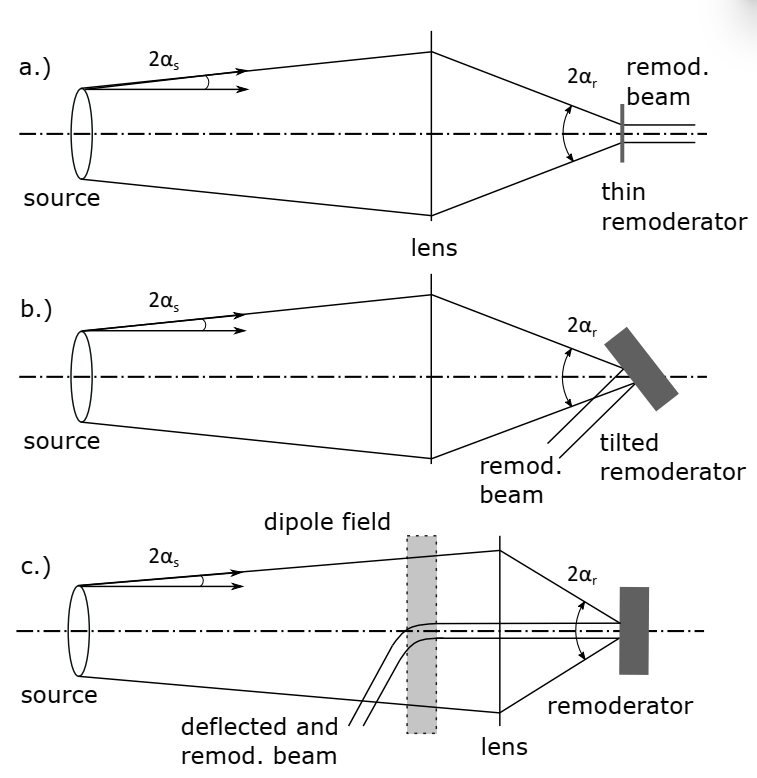 a.)
2αs
2αr
remod.
beam
source
thin
remoderator
lens
b.)
2αs
2αr
source
tilted
remoderator
remod.
beam
dipole field
c.)
2αs
2αr
source
remoderator
deflected and
remod. beam
lens